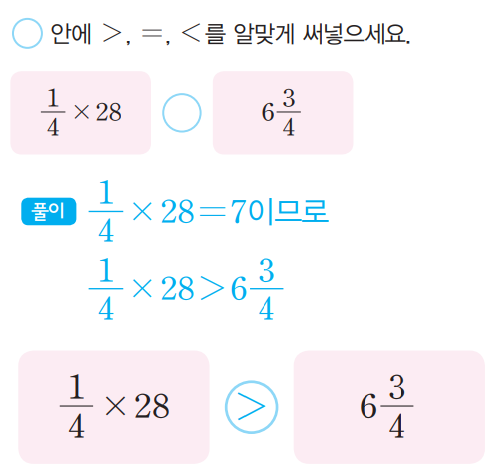 ○ 안에 >, =, <를 알맞게 써넣으세요.
1/4 × 28 ○ 6 3/4
풀이 1/4 × 28 = 7이므로
1/4 × 28 > 6 3/4
1/4 × 28 > 6 3/4